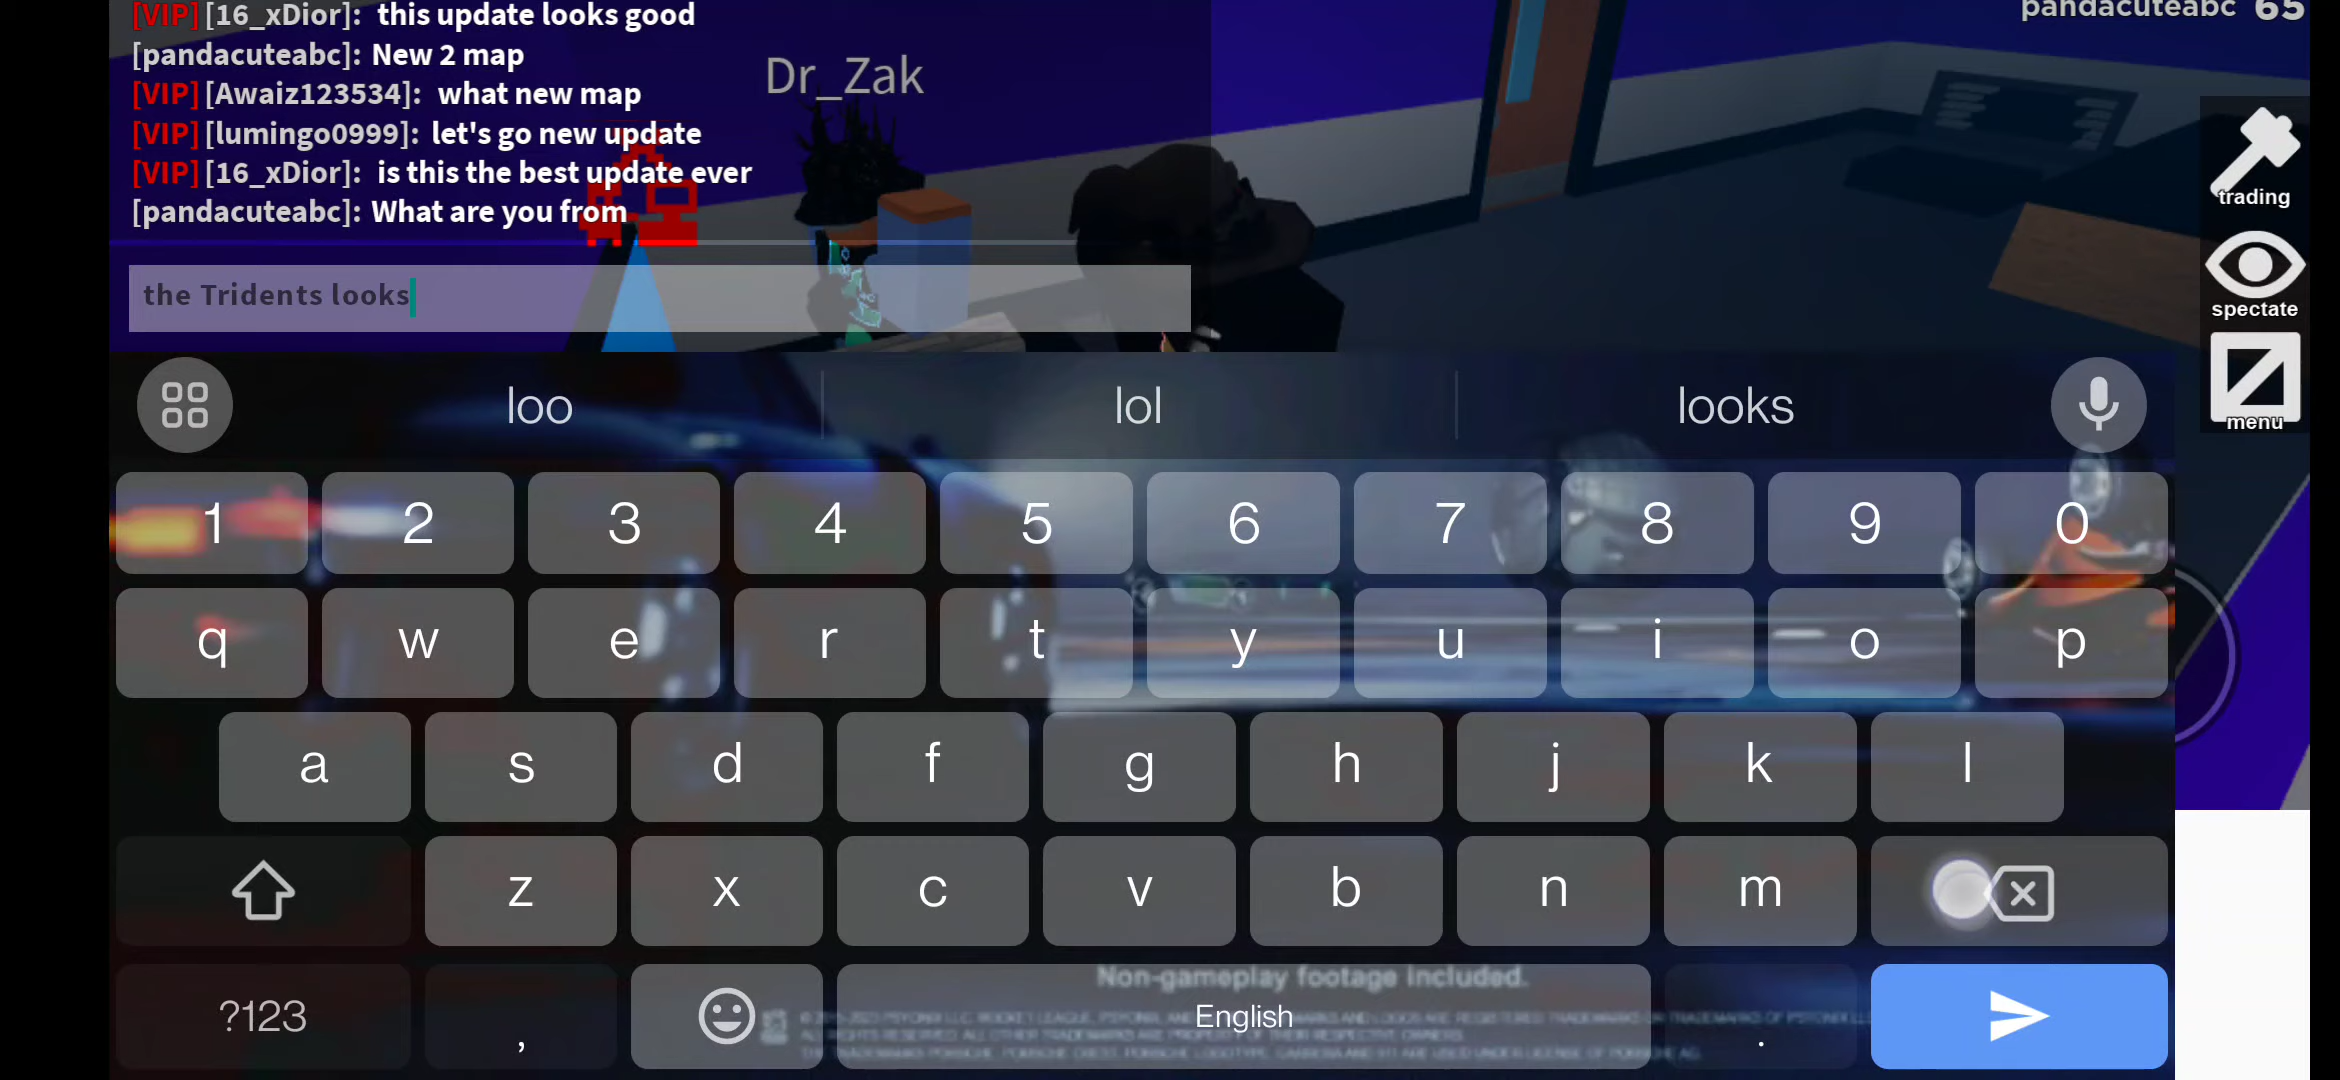 [VIP] [16_xDior]: this update looks good
[pandacuteabc]: New 2 map
[VIP] [Awaiz123534]: what new map
[VIP] [lumingo0999]: let's go new update
[VIP] [16_xDior]: is this the best update ever
[pandacuteabc]: What are you from
Dr_Zak
pandacuteabc 65
trading
spectate
menu
the Tridents looks
loo lol looks
1 2 3 4 5 6 7 8 9 0
q w e r t y u i o p
a s d f g h j k l
z x c v b n m
Non-gameplay footage included.
?123 , English .